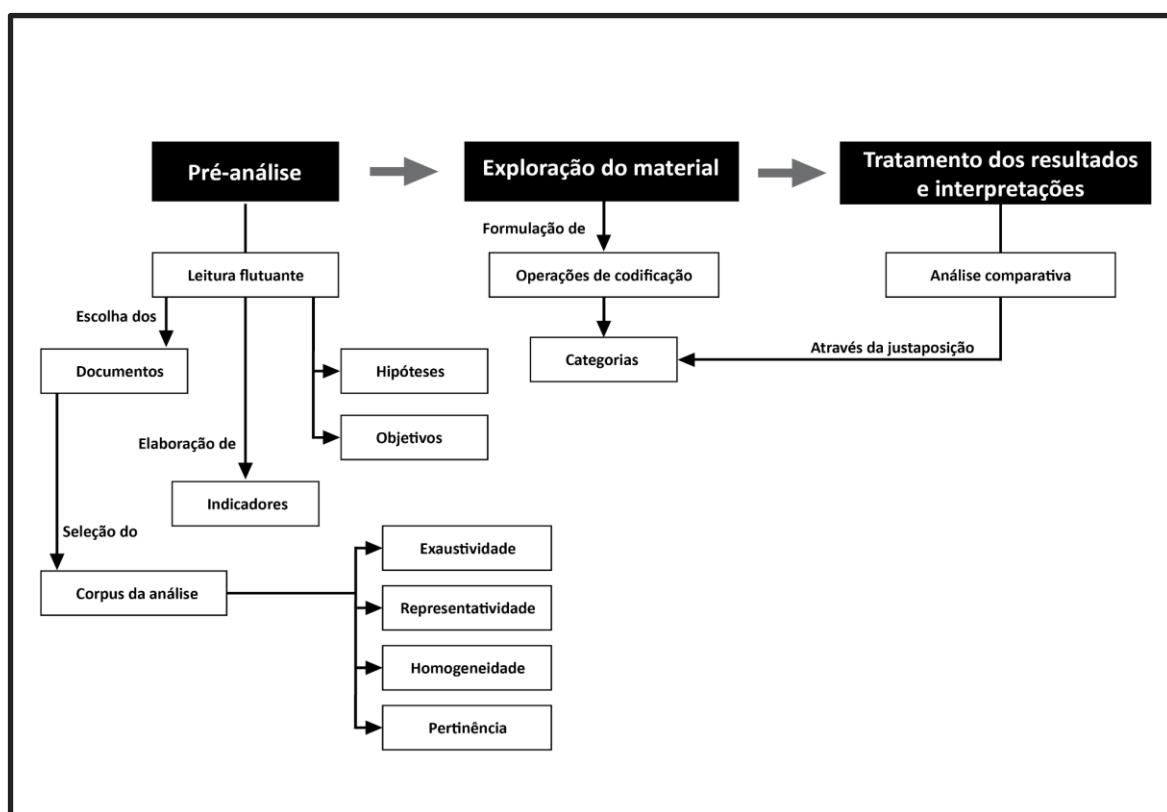 Pré-análise
Exploração do material
Tratamento dos resultados
e interpretações
Formulação de
Leitura flutuante
Operações de codificação
Análise comparativa
Escolha dos
Documentos
Hipóteses
Categorias
Através da justaposição
Objetivos
Elaboração de
Indicadores
Seleção do
Corpus da análise
Exaustividade
Representatividade
Homogeneidade
Pertinência